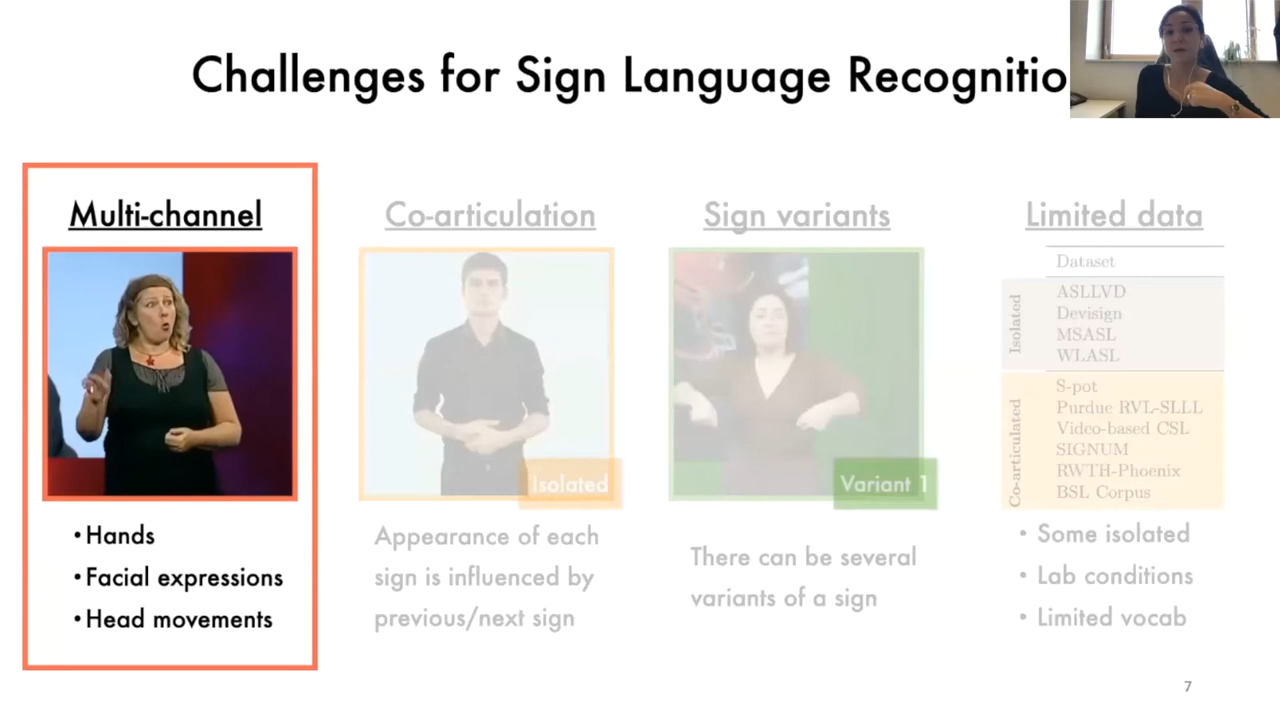 Challenges for Sign Language Recognitio
Multi-channel
• Hands
• Facial expressions
• Head movements
Co-articulation
Isolated
Appearance of each
sign is influenced by
previous/next sign
Sign variants
Variant 1
There can be several
variants of a sign
Limited data
Dataset
Isolated
ASLLVD
Devisign
MSASL
WLASL
Co-articulated
S-pot
Purdue RVL-SLLL
Video-based CSL
SIGNUM
RWTH-Phoenix
BSL Corpus
• Some isolated
• Lab conditions
• Limited vocab
7